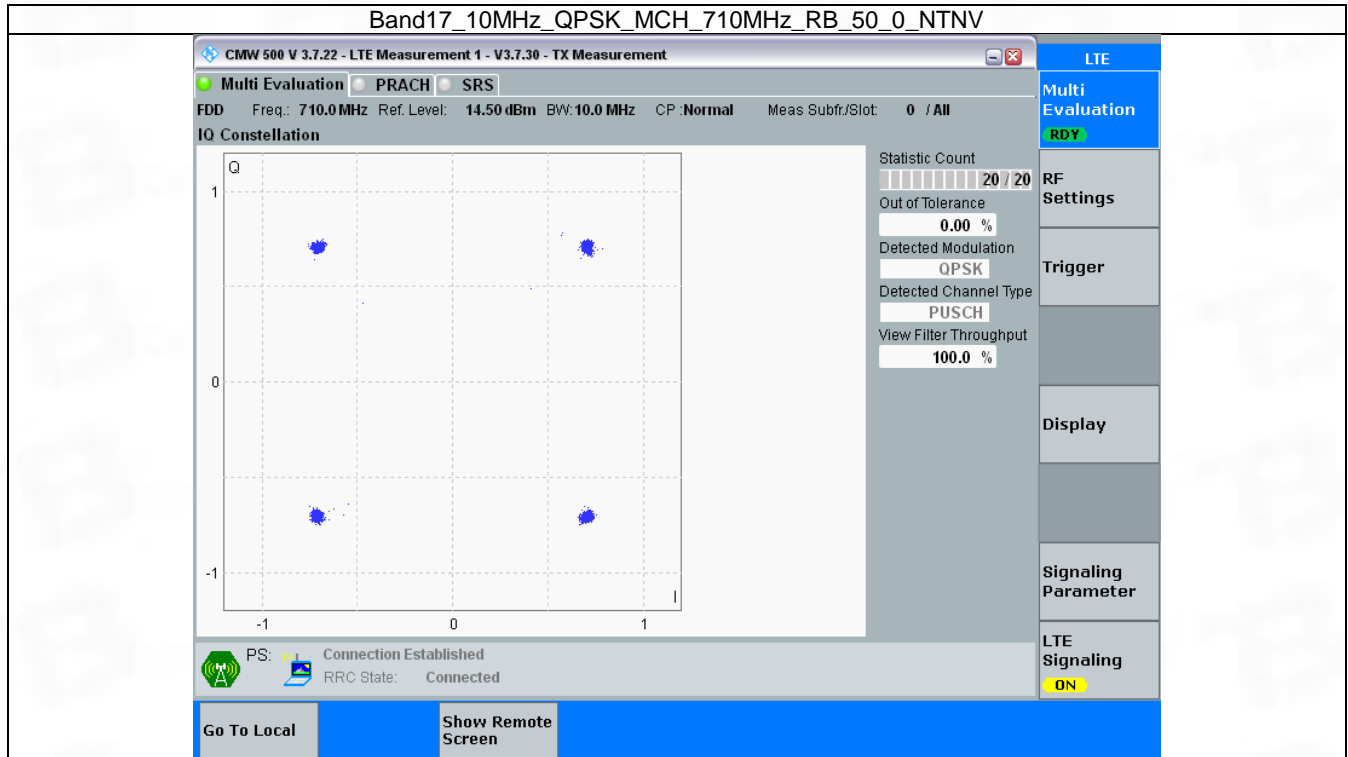 Band17_10MHz_QPSK_MCH_710MHz_RB_50_0_NTNV
CMW 500 V 3.7.22 - LTE Measurement 1 - V3.7.30 - TX Measurement
Multi Evaluation PRACH SRS
FDD Freq.: 710.0 MHz Ref. Level: 14.50 dBm BW: 10.0 MHz CP :Normal Meas Subfr./Slot: 0 / All
IQ Constellation
Q
1
0
-1
I
-1 0 1
Statistic Count
20 / 20
Out of Tolerance
0.00 %
Detected Modulation
QPSK
Detected Channel Type
PUSCH
View Filter Throughput
100.0 %
PS: Connection Established
RRC State: Connected
LTE
Multi
Evaluation
RDY
RF
Settings
Trigger
Display
Signaling
Parameter
LTE
Signaling
ON
Go To Local
Show Remote
Screen